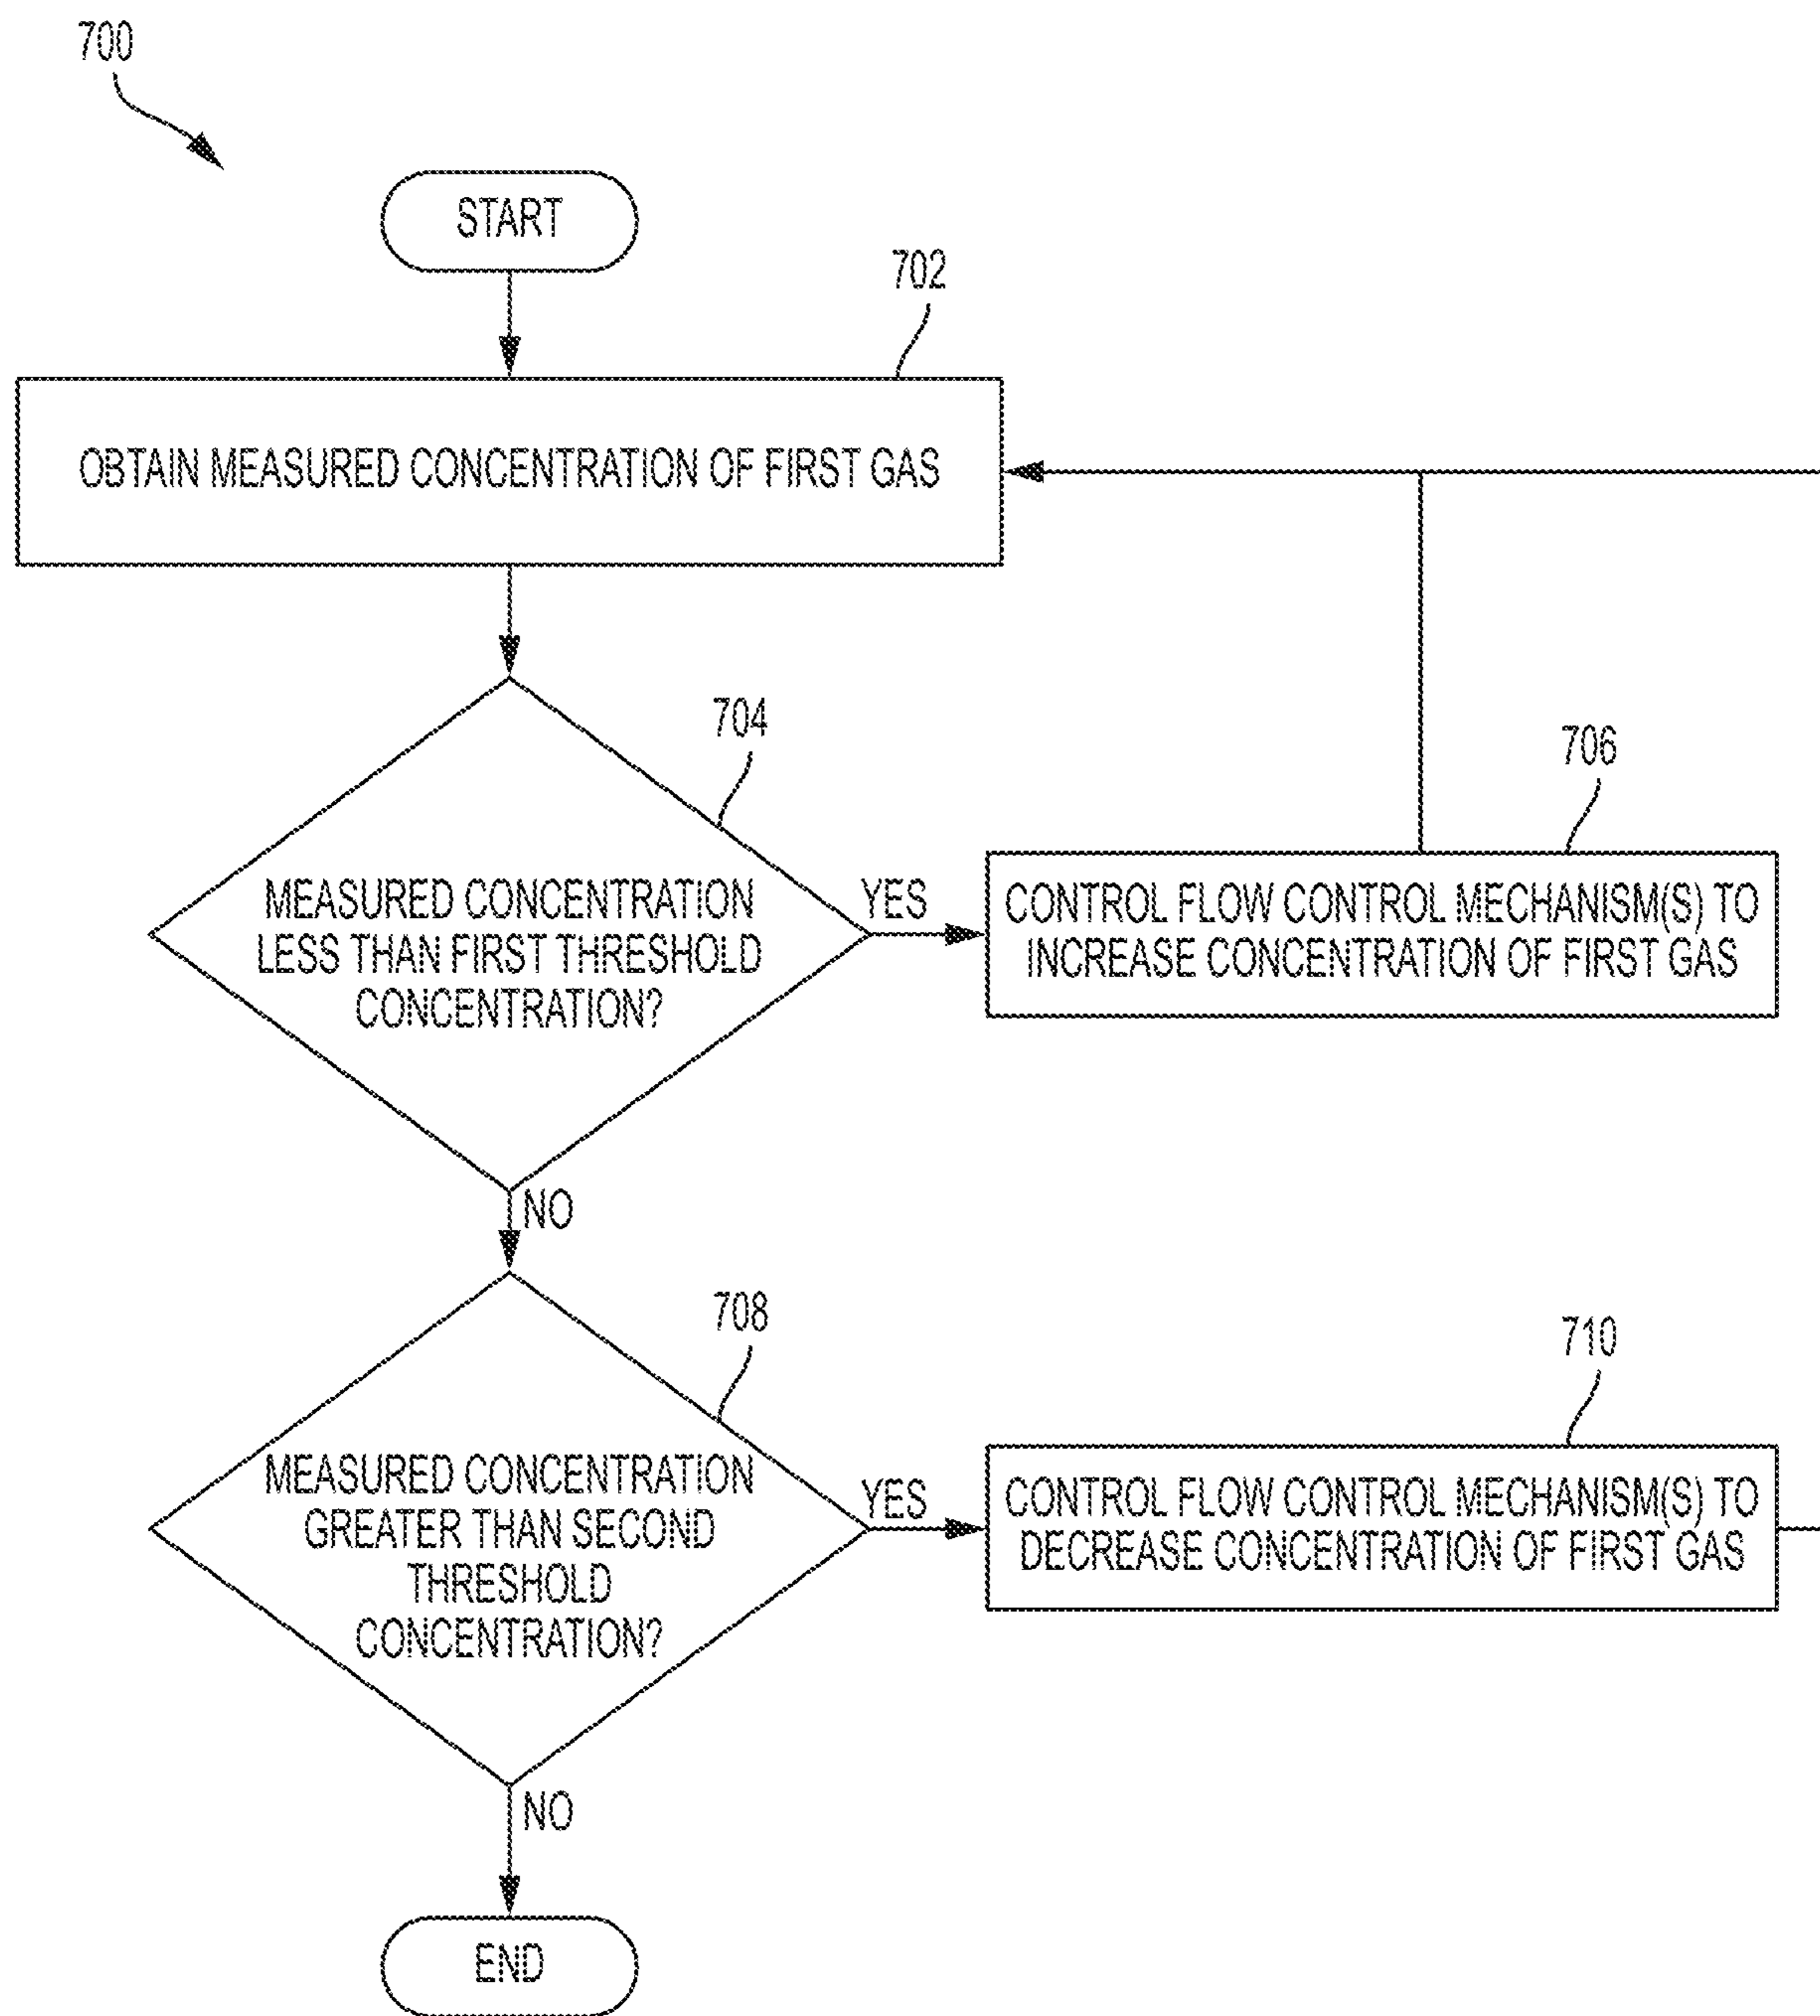 700
START
702
OBTAIN MEASURED CONCENTRATION OF FIRST GAS
704
MEASURED CONCENTRATION
LESS THAN FIRST THRESHOLD
CONCENTRATION?
YES
706
CONTROL FLOW CONTROL MECHANISM(S) TO
INCREASE CONCENTRATION OF FIRST GAS
NO
708
MEASURED CONCENTRATION
GREATER THAN SECOND
THRESHOLD
CONCENTRATION?
YES
710
CONTROL FLOW CONTROL MECHANISM(S) TO
DECREASE CONCENTRATION OF FIRST GAS
NO
END